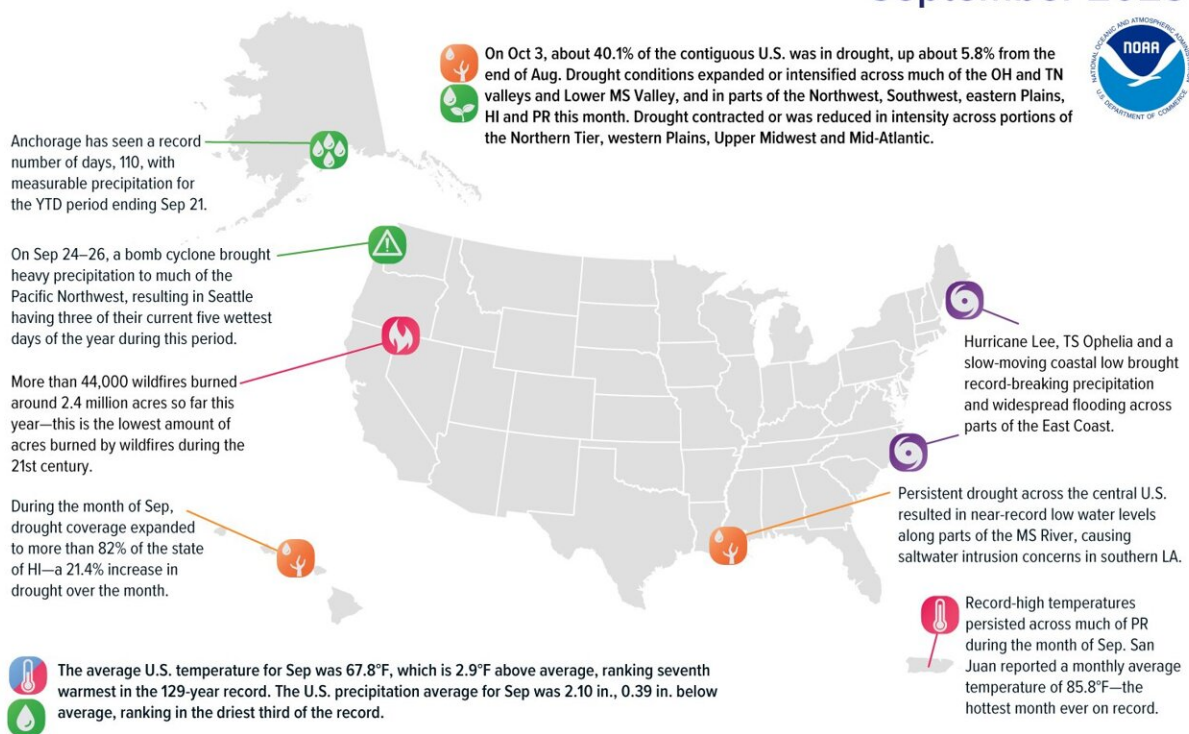 NOAA
NATIONAL OCEANIC AND ATMOSPHERIC
U.S. DEPARTMENT OF COMMERCE
On Oct 3, about 40.1% of the contiguous U.S. was in drought, up about 5.8% from the
end of Aug. Drought conditions expanded or intensified across much of the OH and TN
valleys and Lower MS Valley, and in parts of the Northwest, Southwest, eastern Plains,
HI and PR this month. Drought contracted or was reduced in intensity across portions of
the Northern Tier, western Plains, Upper Midwest and Mid-Atlantic.
Anchorage has seen a record
number of days, 110, with
measurable precipitation for
the YTD period ending Sep 21.
On Sep 24–26, a bomb cyclone brought
heavy precipitation to much of the
Pacific Northwest, resulting in Seattle
having three of their current five wettest
days of the year during this period.
More than 44,000 wildfires burned
around 2.4 million acres so far this
year—this is the lowest amount of
acres burned by wildfires during the
21st century.
During the month of Sep,
drought coverage expanded
to more than 82% of the state
of HI—a 21.4% increase in
drought over the month.
Hurricane Lee, TS Ophelia and a
slow-moving coastal low brought
record-breaking precipitation
and widespread flooding across
parts of the East Coast.
Persistent drought across the central U.S.
resulted in near-record low water levels
along parts of the MS River, causing
saltwater intrusion concerns in southern LA.
Record-high temperatures
persisted across much of PR
during the month of Sep. San
Juan reported a monthly average
temperature of 85.8°F—the
hottest month ever on record.
The average U.S. temperature for Sep was 67.8°F, which is 2.9°F above average, ranking seventh
warmest in the 129-year record. The U.S. precipitation average for Sep was 2.10 in., 0.39 in. below
average, ranking in the driest third of the record.